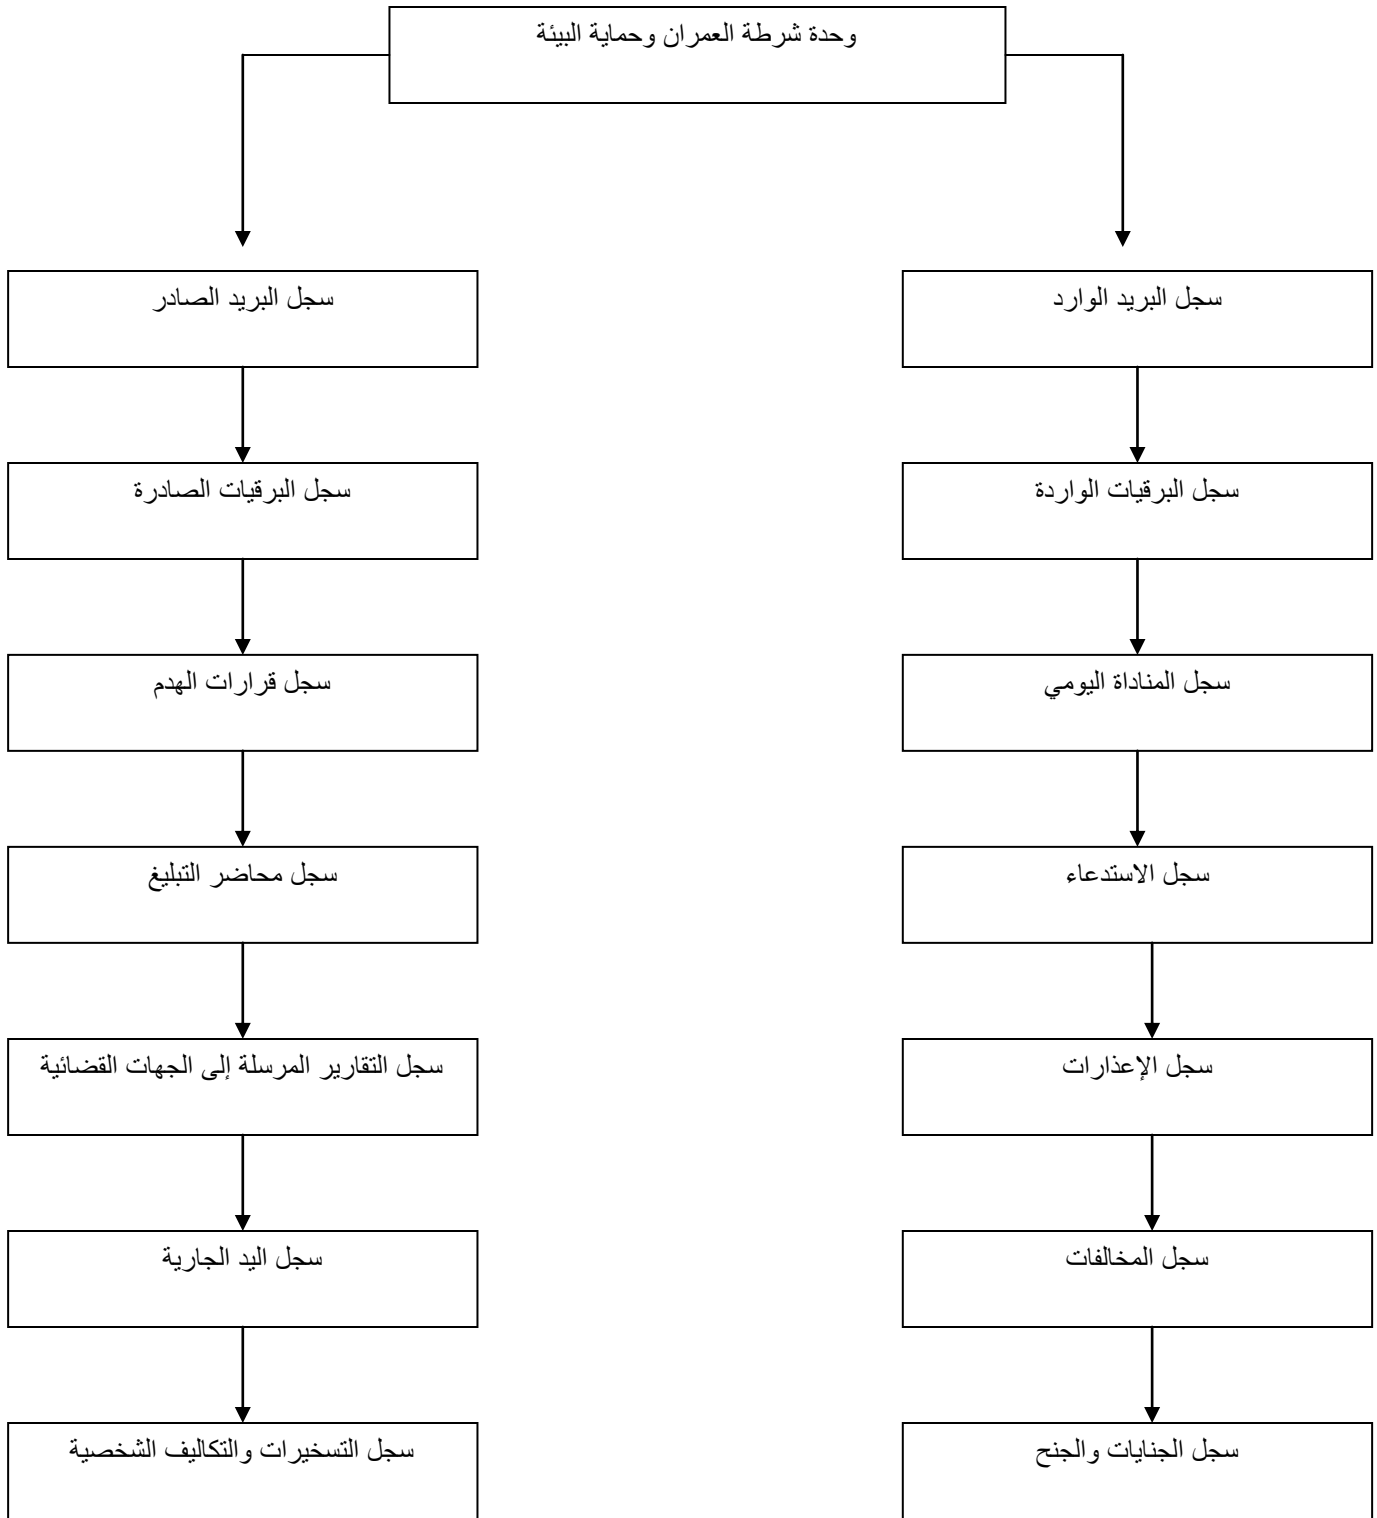 وحدة شرطة العمران وحماية البيئة
سجل البريد الوارد
سجل البريد الصادر
سجل البرقيات الواردة
سجل البرقيات الصادرة
سجل المناداة اليومي
سجل قرارات الهدم
سجل الاستدعاء
سجل محاضر التبليغ
سجل الإعذارات
سجل التقارير المرسلة إلى الجهات القضائية
سجل المخالفات
سجل اليد الجارية
سجل الجنايات والجنح
سجل التسخيرات والتكاليف الشخصية